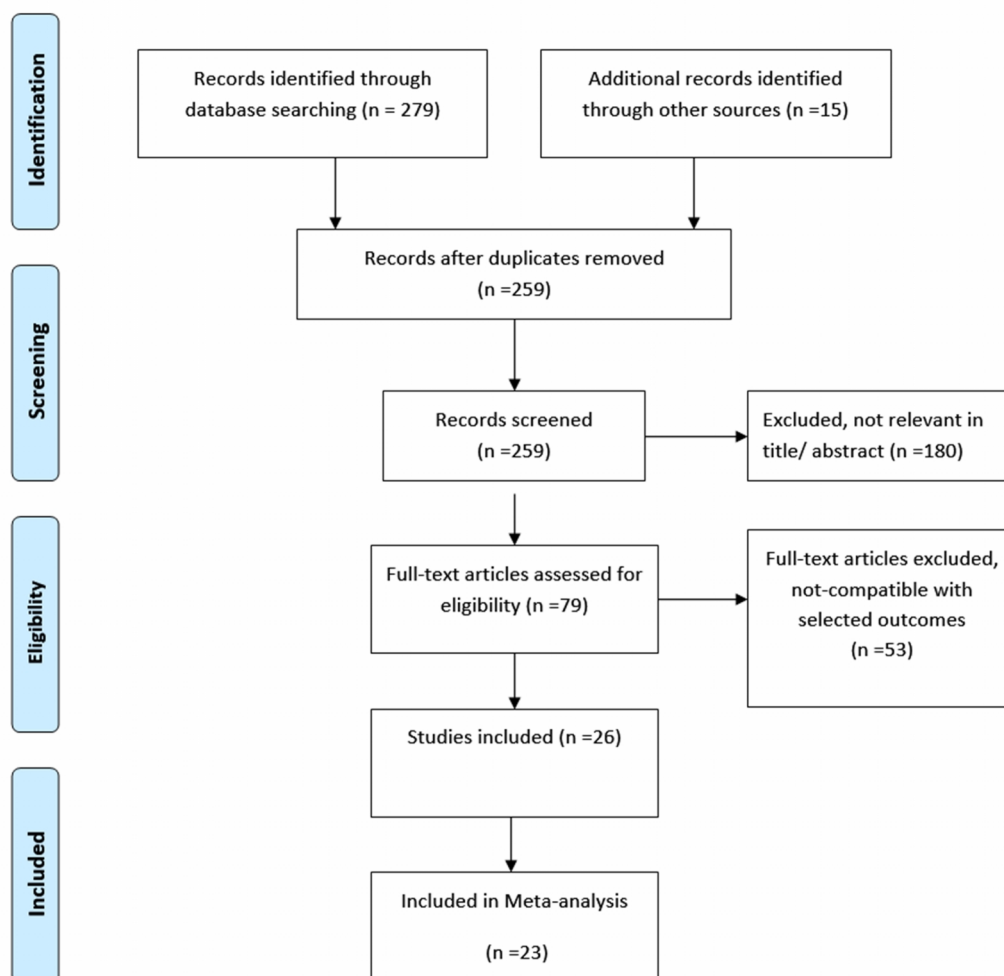 Identification
Records identified through
database searching (n = 279)
Additional records identified
through other sources (n =15)
Records after duplicates removed
(n =259)
Screening
Records screened
(n =259)
Excluded, not relevant in
title/ abstract (n =180)
Eligibility
Full-text articles assessed for
eligibility (n =79)
Full-text articles excluded,
not-compatible with
selected outcomes
(n =53)
Studies included (n =26)
Included
Included in Meta-analysis
(n =23)